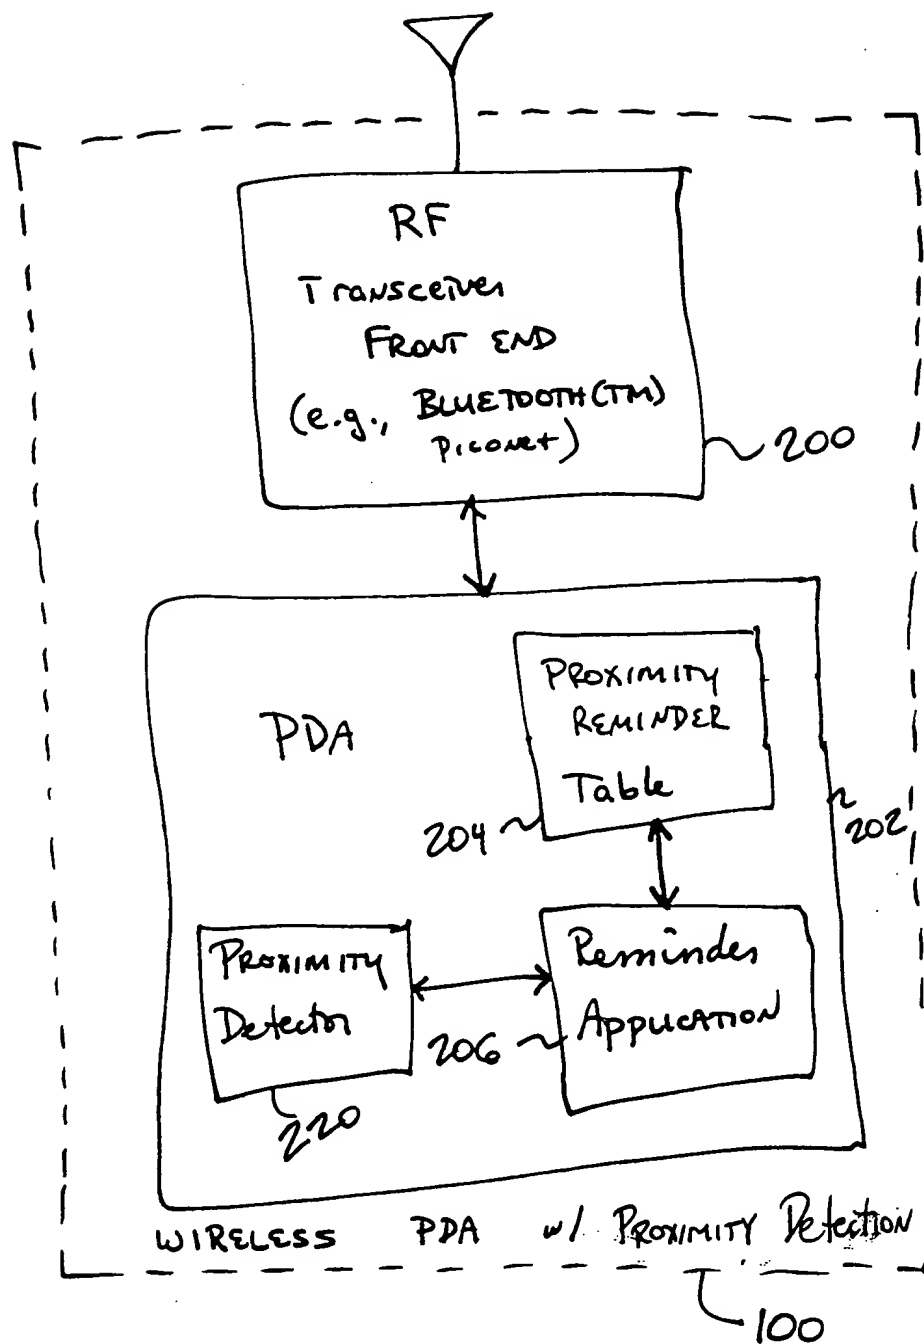 RF
Transceiver
FRONT END
(e.g., BLUETOOTH(TM)
Piconet)
200
PDA
PROXIMITY
REMINDER
Table
204
202
PROXIMITY
Detector
Reminder
APPLICATION
206
220
WIRELESS PDA w/ PROXIMITY Detection
100